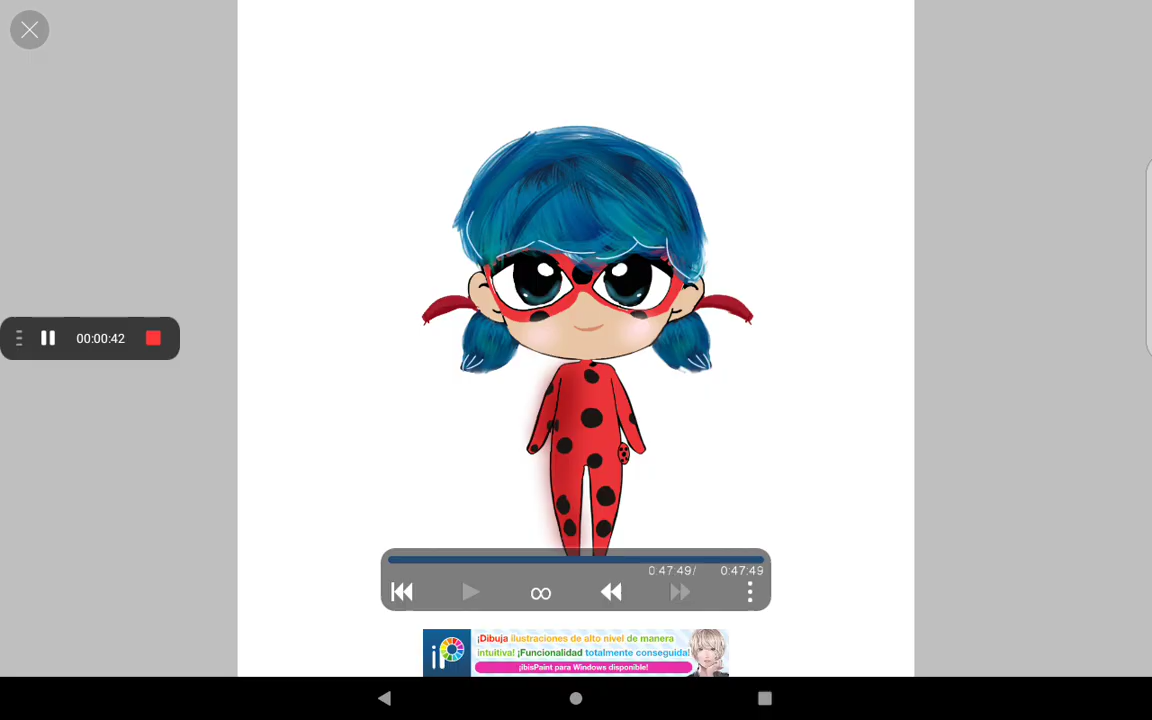 00:00:42
0:47:49/ 0:47:49
iP
¡Dibuja ilustraciones de alto nivel de manera
intuitiva! ¡Funcionalidad totalmente conseguida!
¡ibisPaint para Windows disponible!